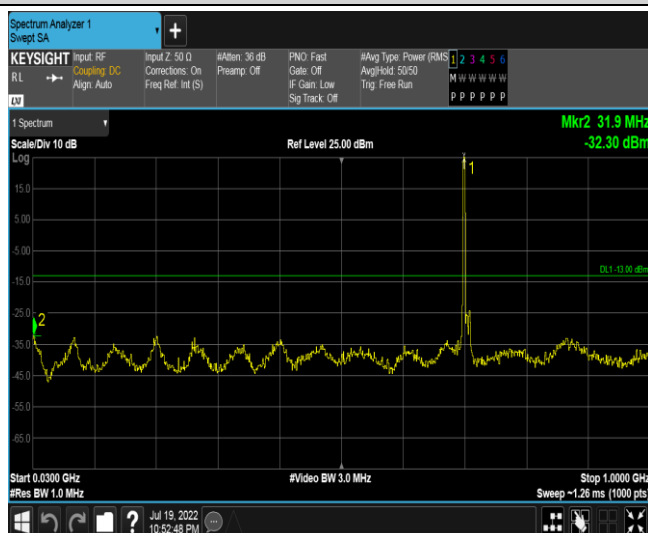 Spectrum Analyzer 1
Swept SA
+
KEYSIGHT
RL
LXI
Input: RF
Coupling: DC
Align: Auto
Input Z: 50 Ω
Corrections: On
Freq Ref: Int (S)
#Atten: 36 dB
Preamp: Off
PNO: Fast
Gate: Off
IF Gain: Low
Sig Track: Off
#Avg Type: Power (RMS
Avg|Hold: 50/50
Trig: Free Run
1 2 3 4 5 6
M W W W W W
P P P P P P
1 Spectrum
Scale/Div 10 dB
Log
Ref Level 25.00 dBm
Mkr2 31.9 MHz
-32.30 dBm
1
15.0
5.00
-5.00
DL1 -13.00 dBm
-15.0
-25.0
2
-35.0
-45.0
-55.0
-65.0
Start 0.0300 GHz
#Res BW 1.0 MHz
#Video BW 3.0 MHz
Stop 1.0000 GHz
Sweep ~1.26 ms (1000 pts)
?
Jul 19, 2022
10:52:48 PM